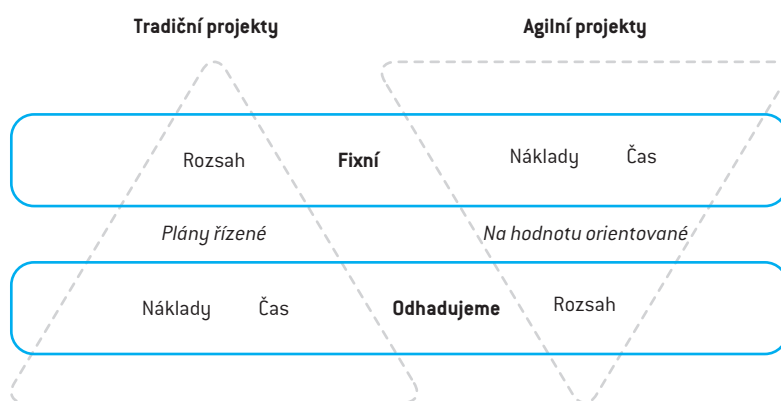 Tradiční projekty Agilní projekty
Rozsah Fixní Náklady Čas
Plány řízené Na hodnotu orientované
Náklady Čas Odhadujeme Rozsah